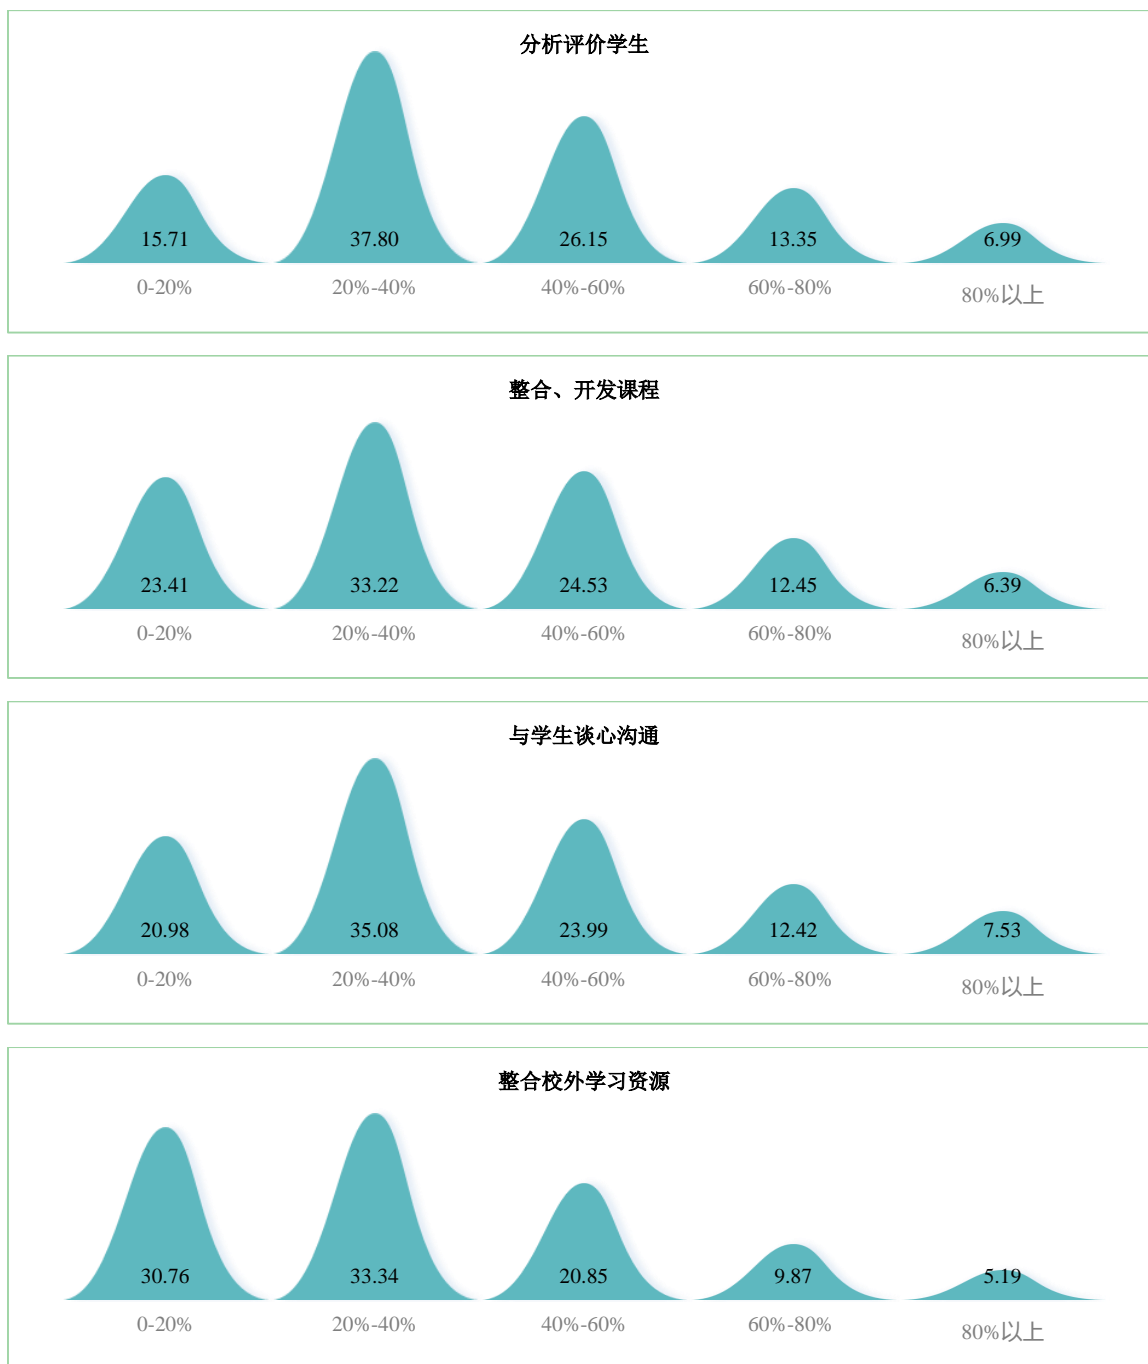 分析评价学生
15.71 37.80 26.15 13.35 6.99
0-20% 20%-40% 40%-60% 60%-80% 80%以上
整合、开发课程
23.41 33.22 24.53 12.45 6.39
0-20% 20%-40% 40%-60% 60%-80% 80%以上
与学生谈心沟通
20.98 35.08 23.99 12.42 7.53
0-20% 20%-40% 40%-60% 60%-80% 80%以上
整合校外学习资源
30.76 33.34 20.85 9.87 5.19
0-20% 20%-40% 40%-60% 60%-80% 80%以上